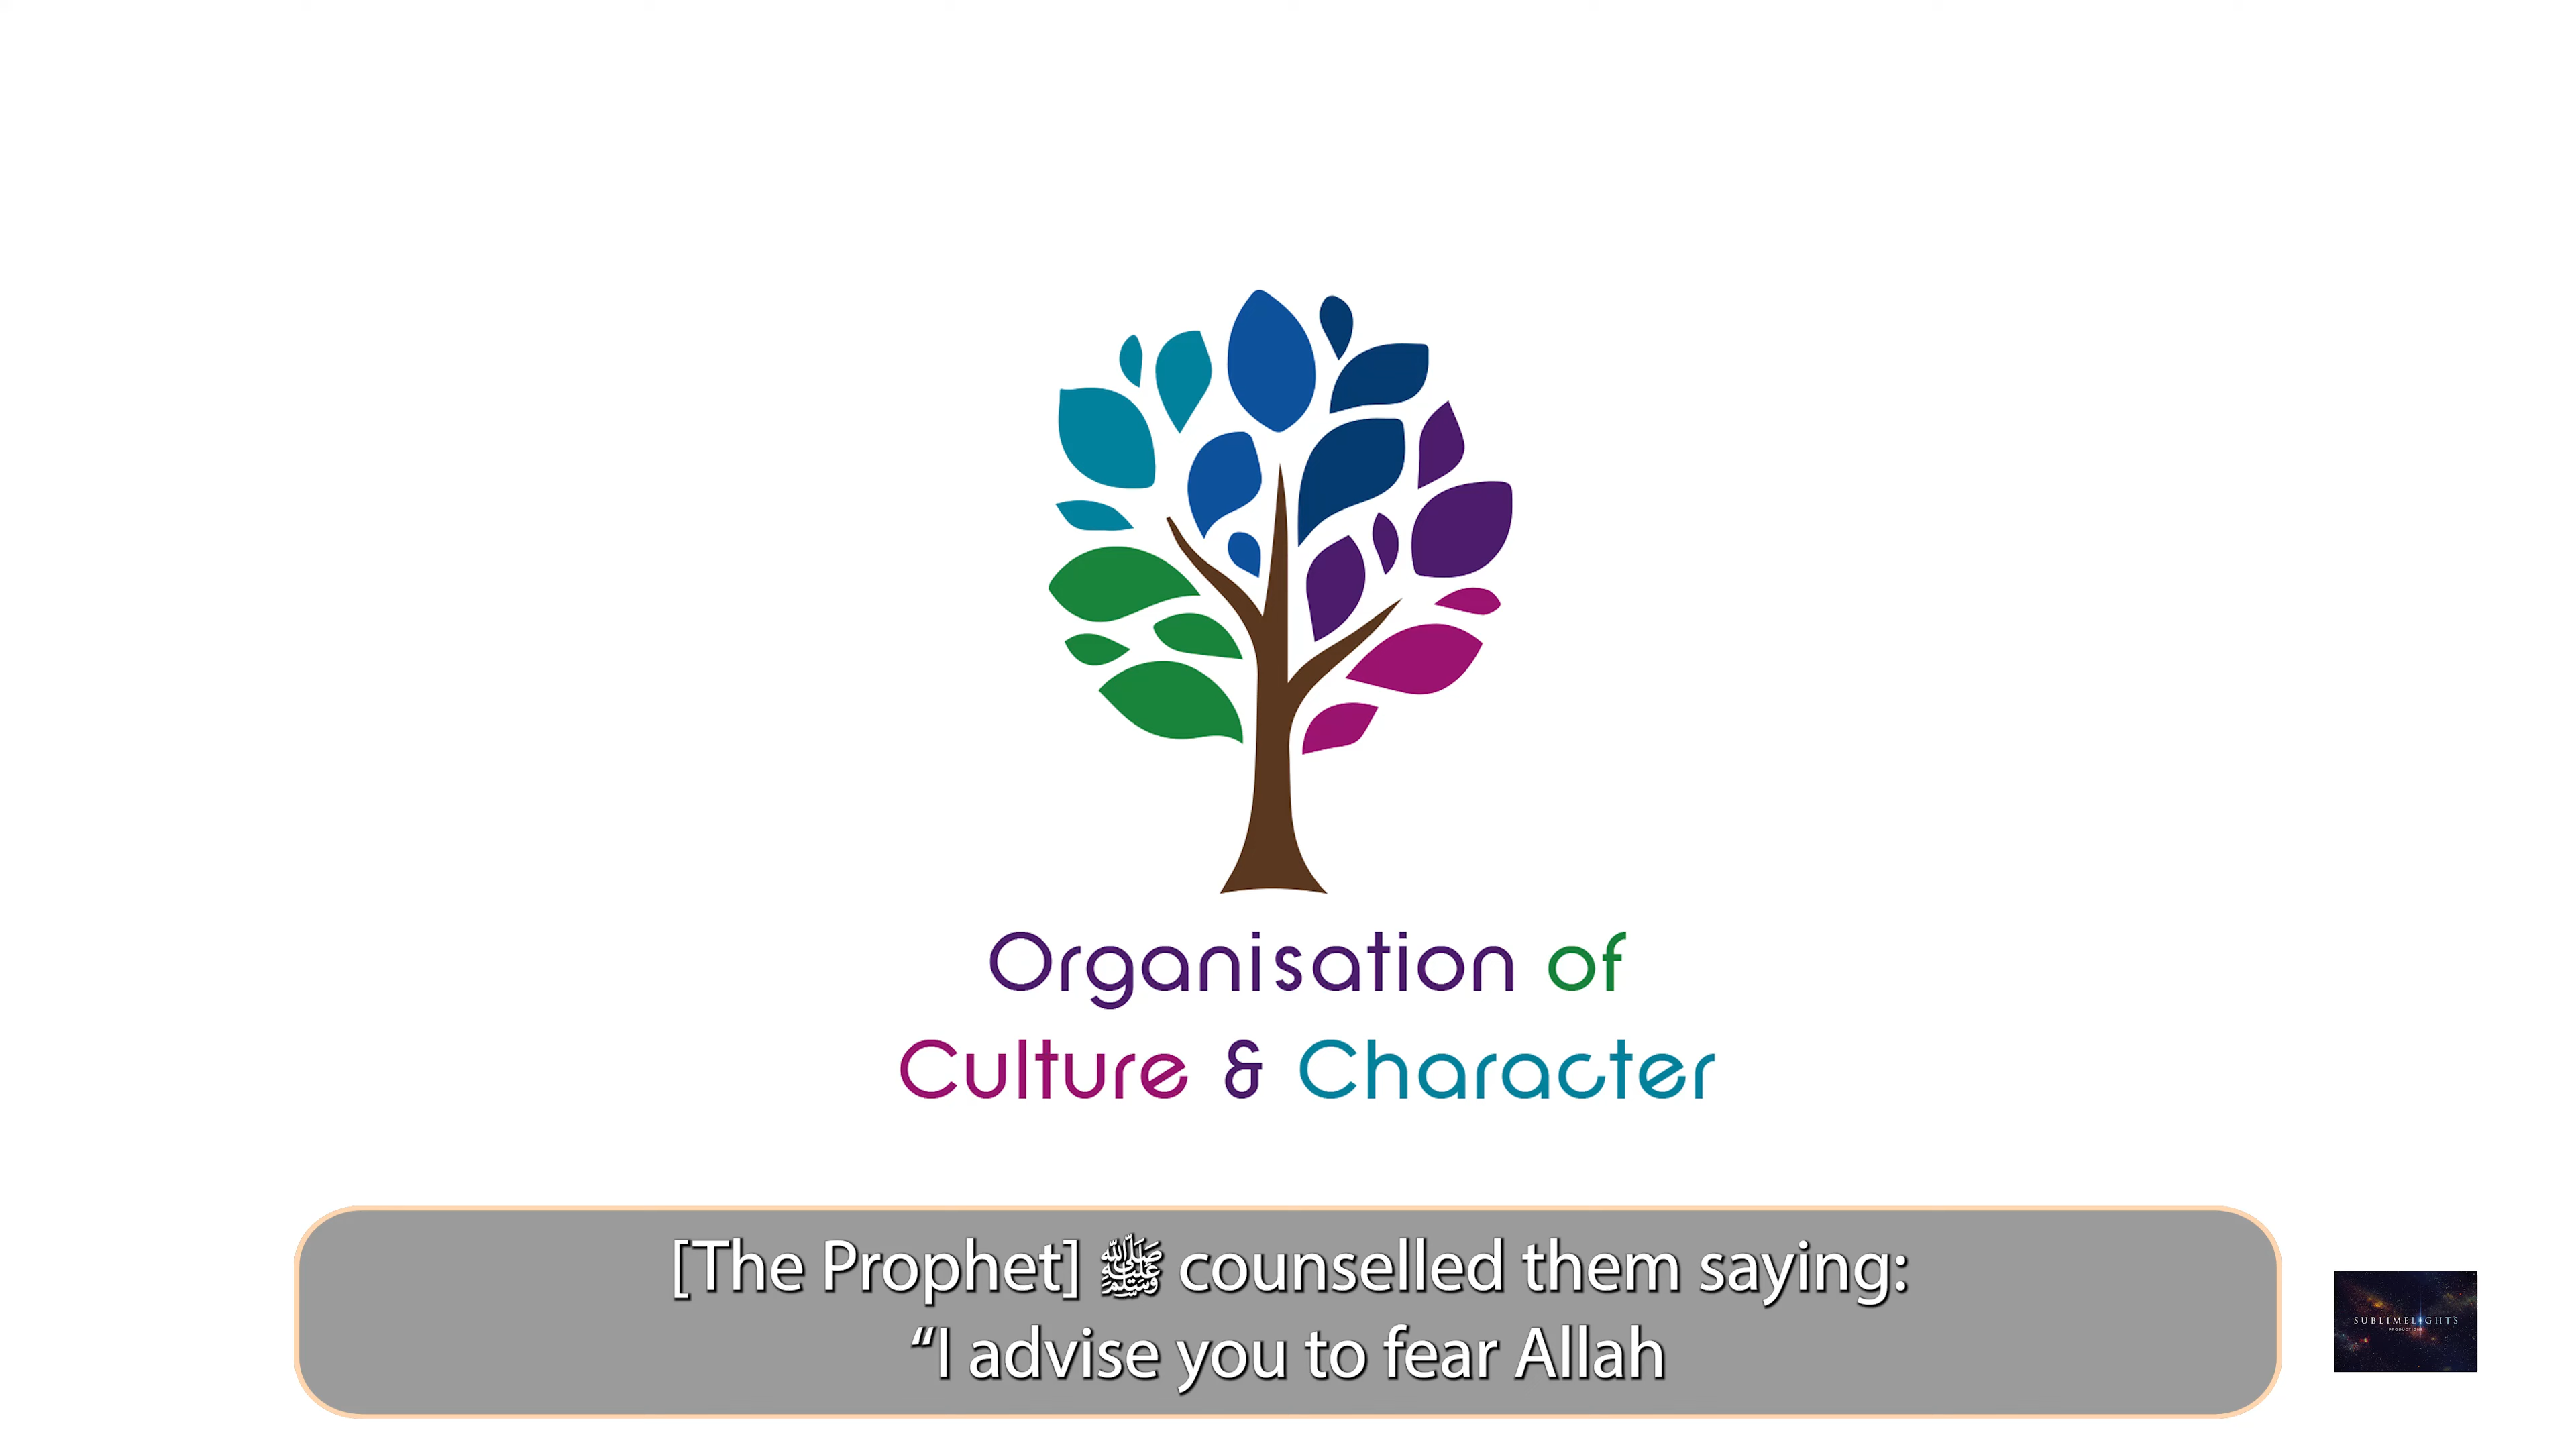 Organisation of
Culture & Character
[The Prophet] ﷺ counselled them saying:
“I advise you to fear Allah
SUBLIMELIGHTS
PRODUCTIONS